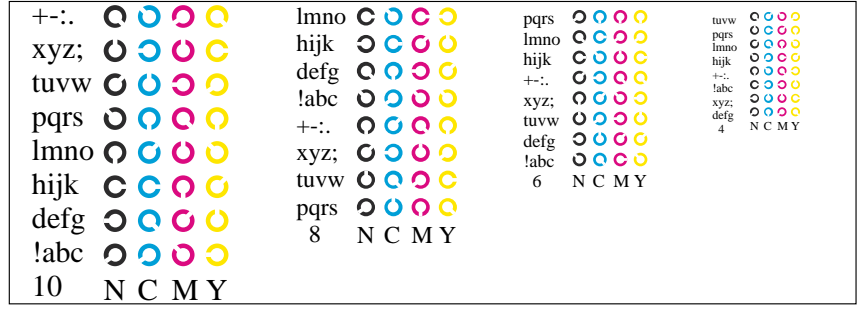 +-:.
xyz;
tuvw
pqrs
lmno
hijk
defg
!abc
10 N C M Y
lmno
hijk
defg
!abc
+-:.
xyz;
tuvw
pqrs
8 N C M Y
pqrs
lmno
hijk
+-:.
xyz;
tuvw
defg
!abc
6 N C M Y
tuvw
pqrs
lmno
hijk
+-:.
!abc
xyz;
defg
4 N C M Y